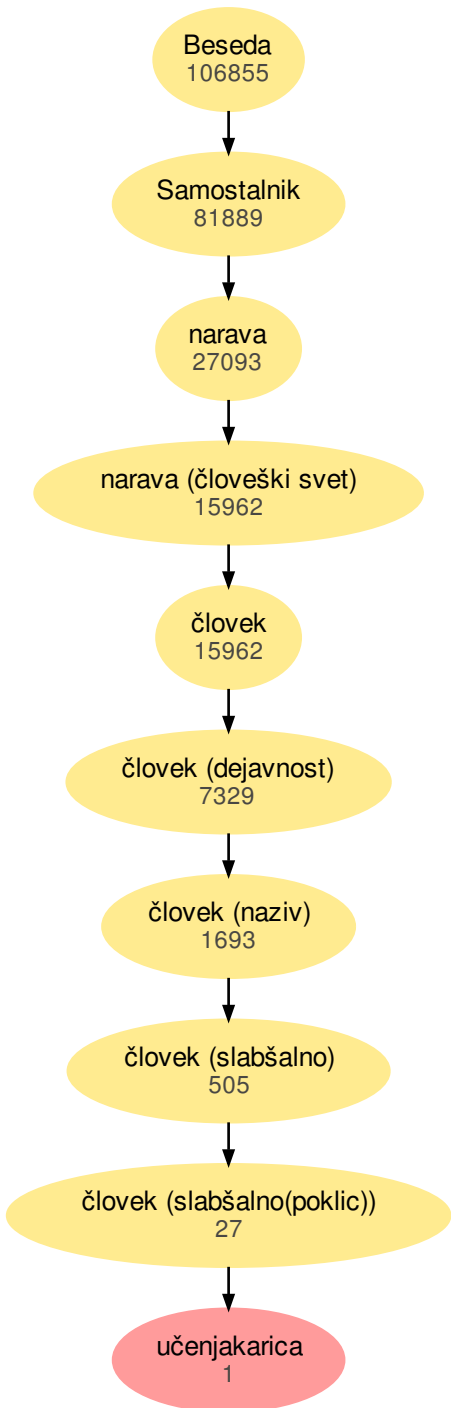 Beseda
106855
Samostalnik
81889
narava
27093
narava (človeški svet)
15962
človek
15962
človek (dejavnost)
7329
človek (naziv)
1693
človek (slabšalno)
505
človek (slabšalno(poklic))
27
učenjakarica
1